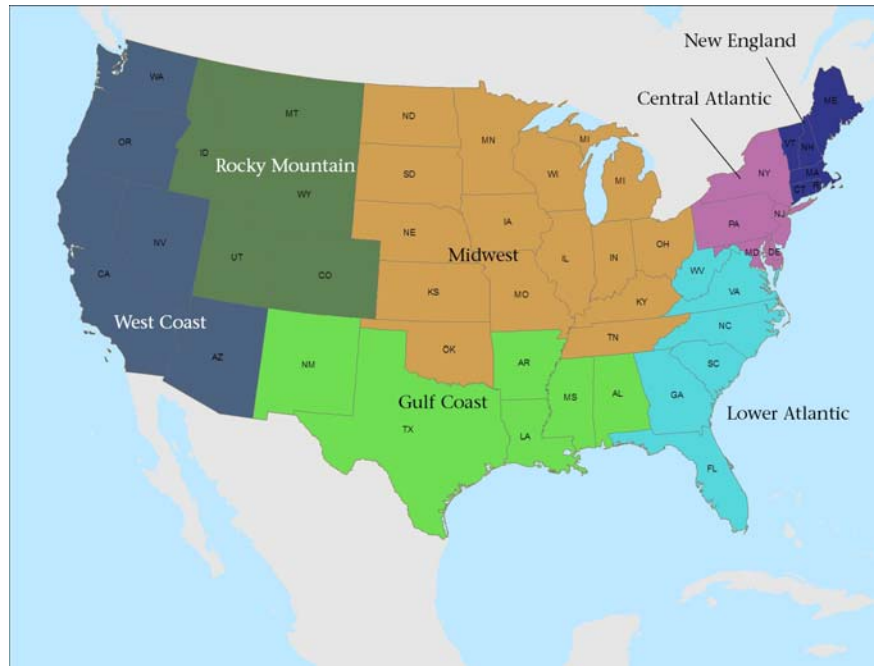 New England
Central Atlantic
Rocky Mountain
Midwest
West Coast
Gulf Coast
Lower Atlantic
WA
OR
CA
NV
AZ
ID
MT
WY
UT
CO
NM
TX
ND
SD
NE
KS
OK
MN
IA
MO
WI
IL
MI
MI
IN
OH
KY
TN
AR
LA
MS
AL
GA
FL
SC
NC
VA
WV
MD
DE
NJ
PA
NY
CT
RI
MA
VT
NH
ME